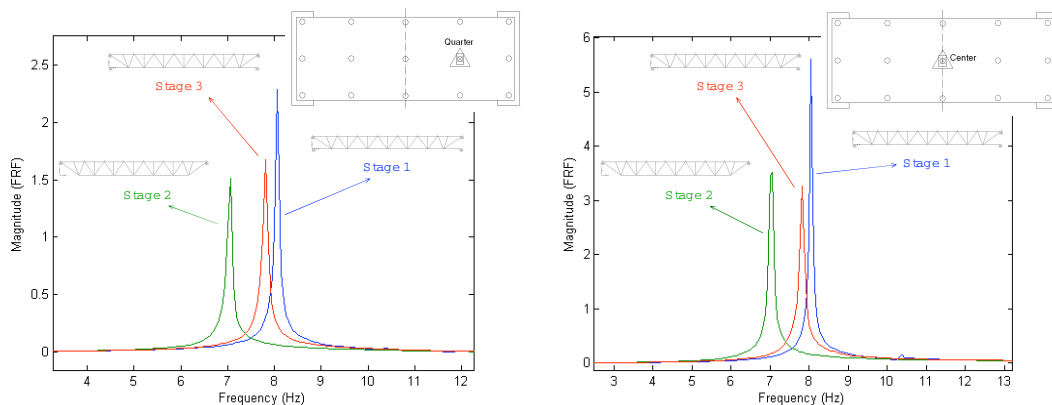 Quarter
Stage 3
Stage 1
Stage 2
Magnitude (FRF)
2.5
2
1.5
1
0.5
0
4 5 6 7 8 9 10 11 12
Frequency (Hz)
Center
Stage 3
Stage 1
Stage 2
Magnitude (FRF)
6
5
4
3
2
1
0
3 4 5 6 7 8 9 10 11 12 13
Frequency (Hz)